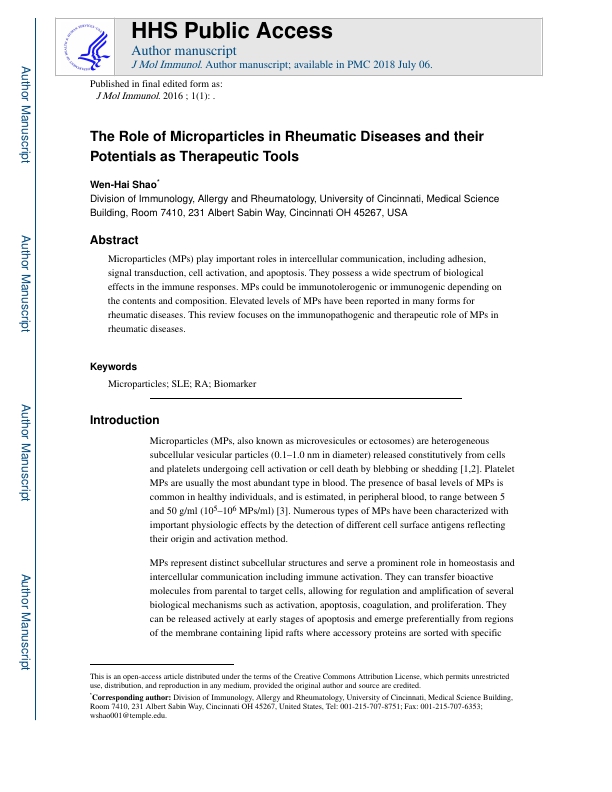 HHS Public Access
Author manuscript
J Mol Immunol. Author manuscript; available in PMC 2018 July 06.
Published in final edited form as:
J Mol Immunol. 2016 ; 1(1): .
The Role of Microparticles in Rheumatic Diseases and their
Potentials as Therapeutic Tools
Wen-Hai Shao*
Division of Immunology, Allergy and Rheumatology, University of Cincinnati, Medical Science
Building, Room 7410, 231 Albert Sabin Way, Cincinnati OH 45267, USA
Abstract
Microparticles (MPs) play important roles in intercellular communication, including adhesion,
signal transduction, cell activation, and apoptosis. They possess a wide spectrum of biological
effects in the immune responses. MPs could be immunotolerogenic or immunogenic depending on
the contents and composition. Elevated levels of MPs have been reported in many forms for
rheumatic diseases. This review focuses on the immunopathogenic and therapeutic role of MPs in
rheumatic diseases.
Keywords
Microparticles; SLE; RA; Biomarker
Introduction
Microparticles (MPs, also known as microvesicules or ectosomes) are heterogeneous
subcellular vesicular particles (0.1–1.0 nm in diameter) released constitutively from cells
and platelets undergoing cell activation or cell death by blebbing or shedding [1,2]. Platelet
MPs are usually the most abundant type in blood. The presence of basal levels of MPs is
common in healthy individuals, and is estimated, in peripheral blood, to range between 5
and 50 g/ml (10⁵–10⁶ MPs/ml) [3]. Numerous types of MPs have been characterized with
important physiologic effects by the detection of different cell surface antigens reflecting
their origin and activation method.
MPs represent distinct subcellular structures and serve a prominent role in homeostasis and
intercellular communication including immune activation. They can transfer bioactive
molecules from parental to target cells, allowing for regulation and amplification of several
biological mechanisms such as activation, apoptosis, coagulation, and proliferation. They
can be released actively at early stages of apoptosis and emerge preferentially from regions
of the membrane containing lipid rafts where accessory proteins are sorted with specific
This is an open-access article distributed under the terms of the Creative Commons Attribution License, which permits unrestricted
use, distribution, and reproduction in any medium, provided the original author and source are credited.
*Corresponding author: Division of Immunology, Allergy and Rheumatology, University of Cincinnati, Medical Science Building,
Room 7410, 231 Albert Sabin Way, Cincinnati OH 45267, United States, Tel: 001-215-707-8751; Fax: 001-215-707-6353;
wshao001@temple.edu.
Author Manuscript
Author Manuscript
Author Manuscript
Author Manuscript